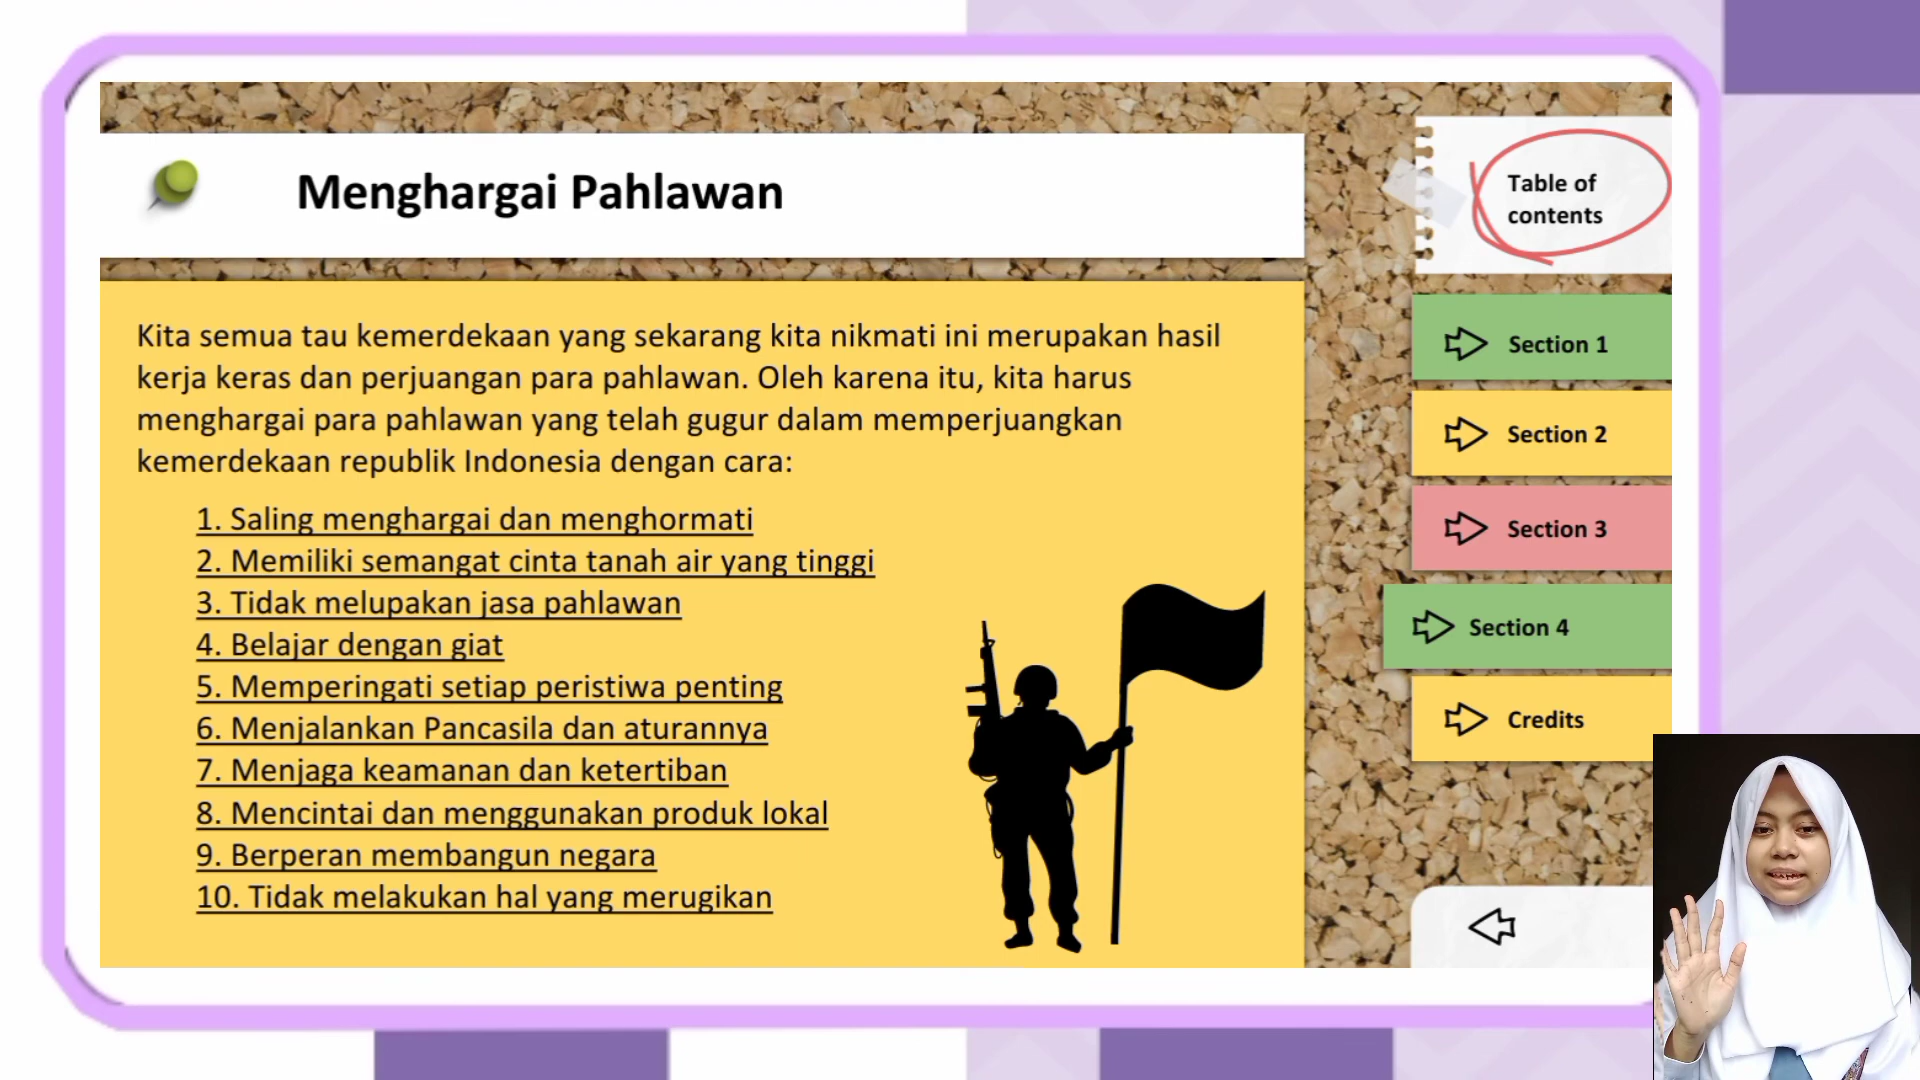 Menghargai Pahlawan
Kita semua tau kemerdekaan yang sekarang kita nikmati ini merupakan hasil
kerja keras dan perjuangan para pahlawan. Oleh karena itu, kita harus
menghargai para pahlawan yang telah gugur dalam memperjuangkan
kemerdekaan republik Indonesia dengan cara:
1. Saling menghargai dan menghormati
2. Memiliki semangat cinta tanah air yang tinggi
3. Tidak melupakan jasa pahlawan
4. Belajar dengan giat
5. Memperingati setiap peristiwa penting
6. Menjalankan Pancasila dan aturannya
7. Menjaga keamanan dan ketertiban
8. Mencintai dan menggunakan produk lokal
9. Berperan membangun negara
10. Tidak melakukan hal yang merugikan
Table of
contents
Section 1
Section 2
Section 3
Section 4
Credits